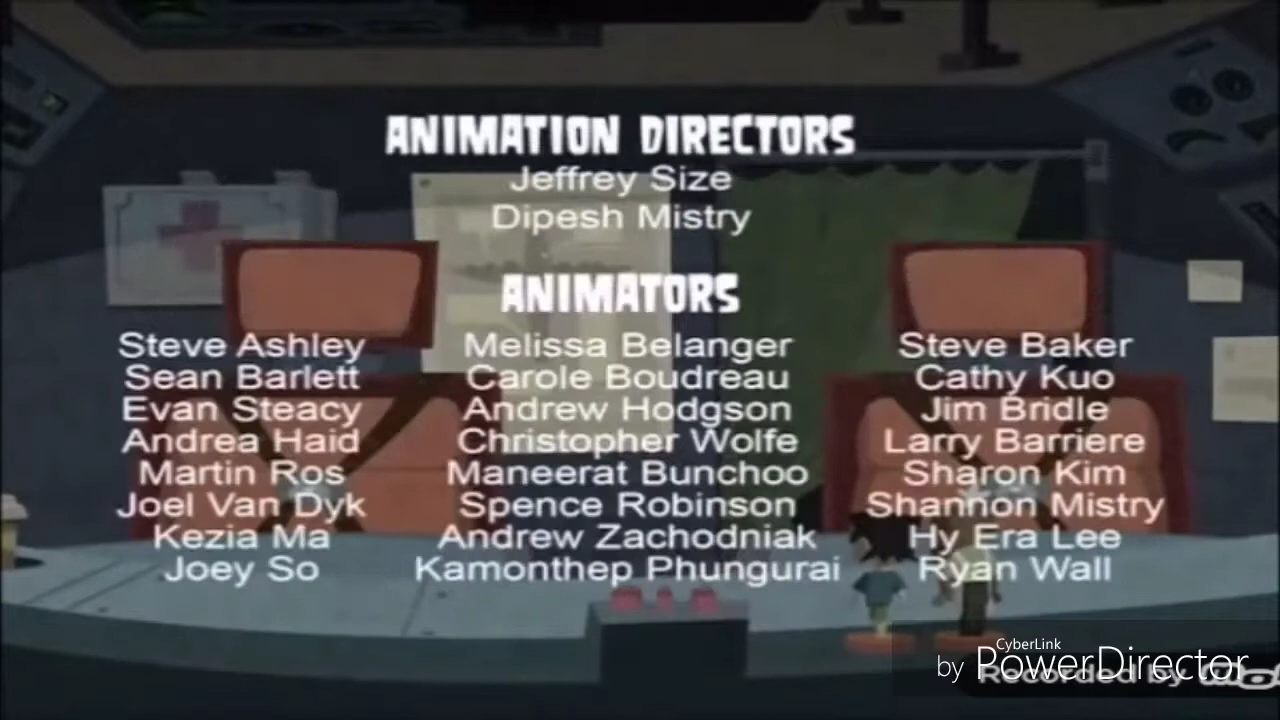 ANIMATION DIRECTORS
Jeffrey Size
Dipesh Mistry
ANIMATORS
Steve Ashley Melissa Belanger Steve Baker
Sean Barlett Carole Boudreau Cathy Kuo
Evan Steacy Andrew Hodgson Jim Bridle
Andrea Haid Christopher Wolfe Larry Barriere
Martin Ros Maneerat Bunchoo Sharon Kim
Joel Van Dyk Spence Robinson Shannon Mistry
Kezia Ma Andrew Zachodniak Hy Era Lee
Joey So Kamonthep Phungurai Ryan Wall
CyberLink
by PowerDirector
Recorded by